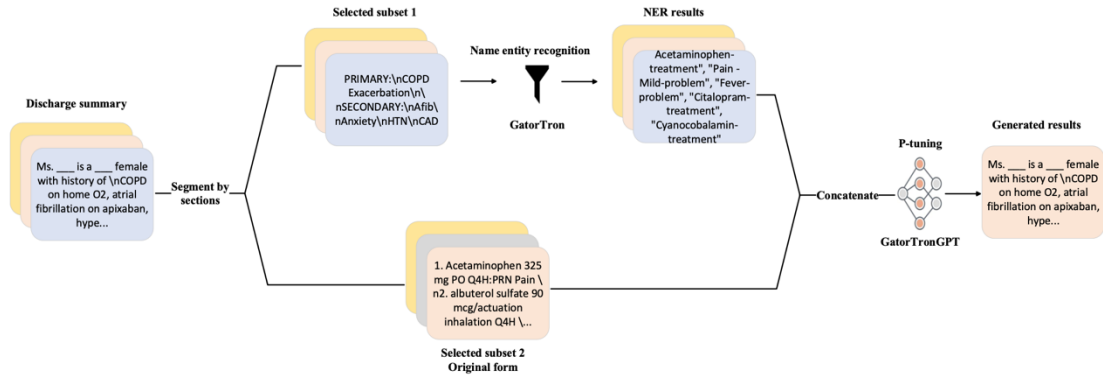 Discharge summary
Ms. ___ is a ___ female
with history of \nCOPD
on home O2, atrial
fibrillation on apixaban,
hype...
Segment by
sections
Selected subset 1
PRIMARY:\nCOPD
Exacerbation\n\
nSECONDARY:\nAfib\
nAnxiety\nHTN\nCAD
Name entity recognition
GatorTron
NER results
Acetaminophen-
treatment", "Pain -
Mild-problem", "Fever-
problem", "Citalopram-
treatment",
"Cyanocobalamin-
treatment"
1. Acetaminophen 325
mg PO Q4H:PRN Pain \
n2. albuterol sulfate 90
mcg/actuation
inhalation Q4H \...
Selected subset 2
Original form
Concatenate
P-tuning
GatorTronGPT
Generated results
Ms. ___ is a ___ female
with history of \nCOPD
on home O2, atrial
fibrillation on apixaban,
hype...